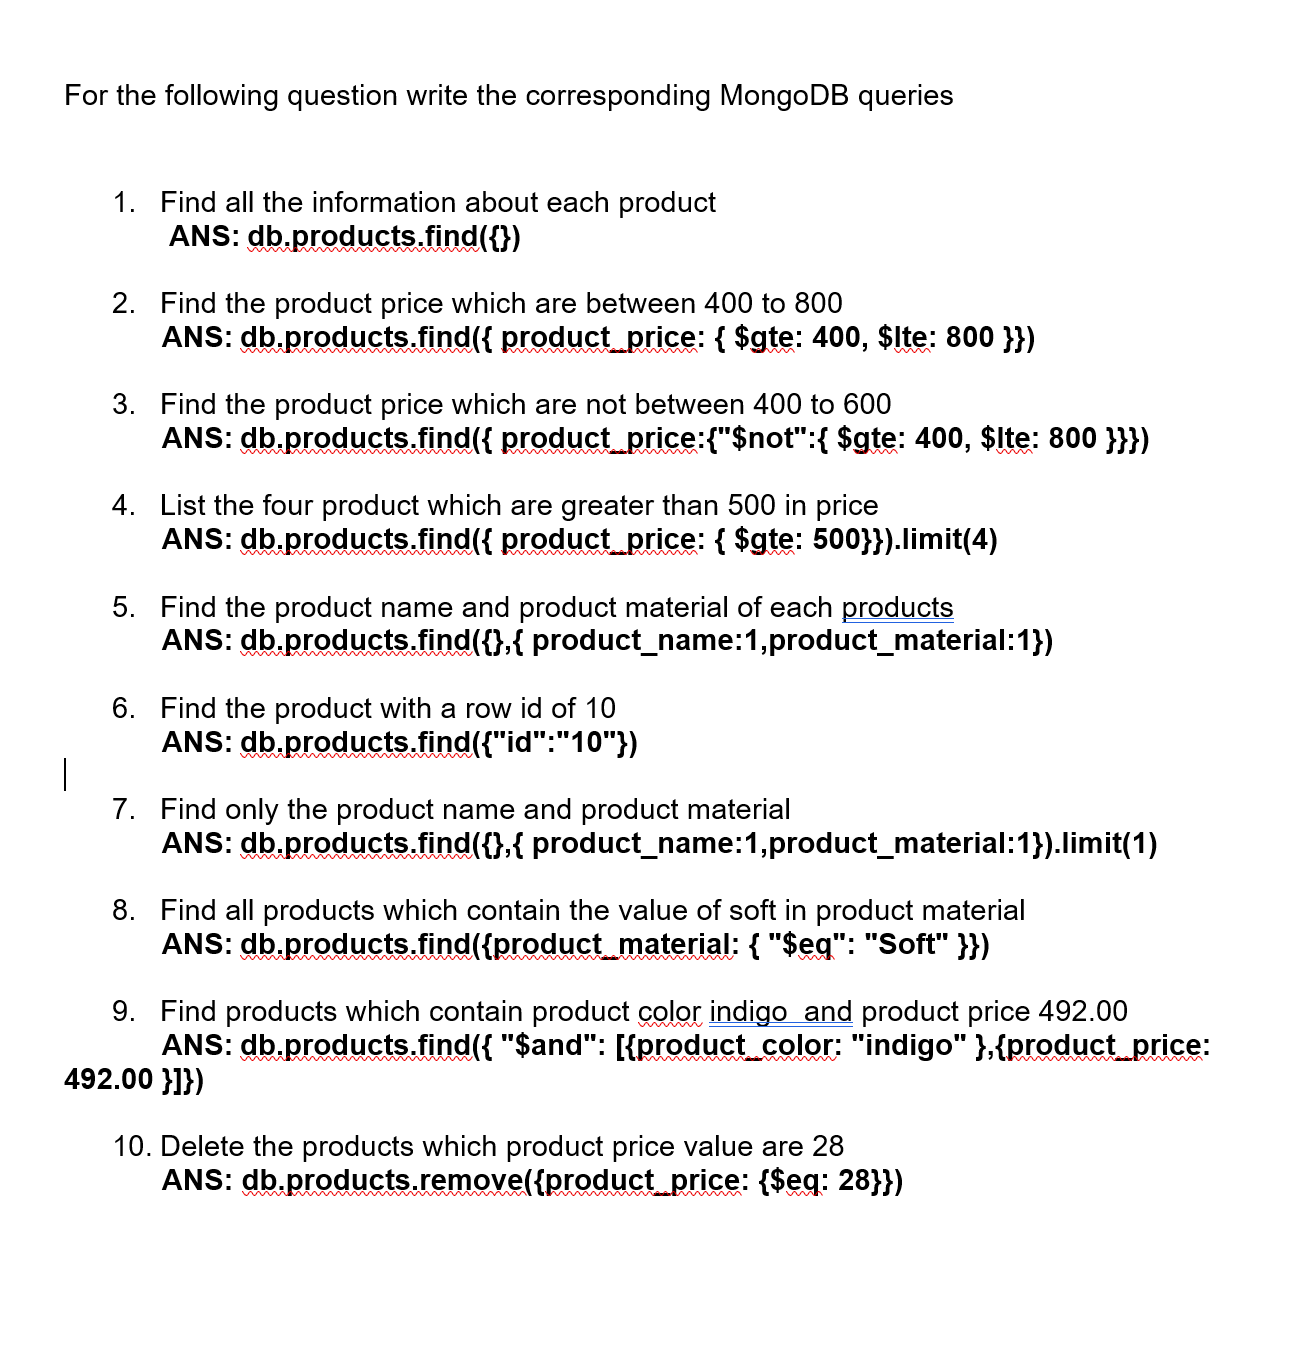 For the following question write the corresponding MongoDB queries
1. Find all the information about each product
ANS: db.products.find({})
2. Find the product price which are between 400 to 800
ANS: db.products.find({ product_price: { $gte: 400, $lte: 800 }})
3. Find the product price which are not between 400 to 600
ANS: db.products.find({ product_price:{"$not":{ $gte: 400, $lte: 800 }}})
4. List the four product which are greater than 500 in price
ANS: db.products.find({ product_price: { $gte: 500}}).limit(4)
5. Find the product name and product material of each products
ANS: db.products.find({},{ product_name:1,product_material:1})
6. Find the product with a row id of 10
ANS: db.products.find({"id":"10"})
7. Find only the product name and product material
ANS: db.products.find({},{ product_name:1,product_material:1}).limit(1)
8. Find all products which contain the value of soft in product material
ANS: db.products.find({product_material: { "$eq": "Soft" }})
9. Find products which contain product color indigo  and product price 492.00
ANS: db.products.find({ "$and": [{product_color: "indigo" },{product_price:
492.00 }]})
10. Delete the products which product price value are 28
ANS: db.products.remove({product_price: {$eq: 28}})